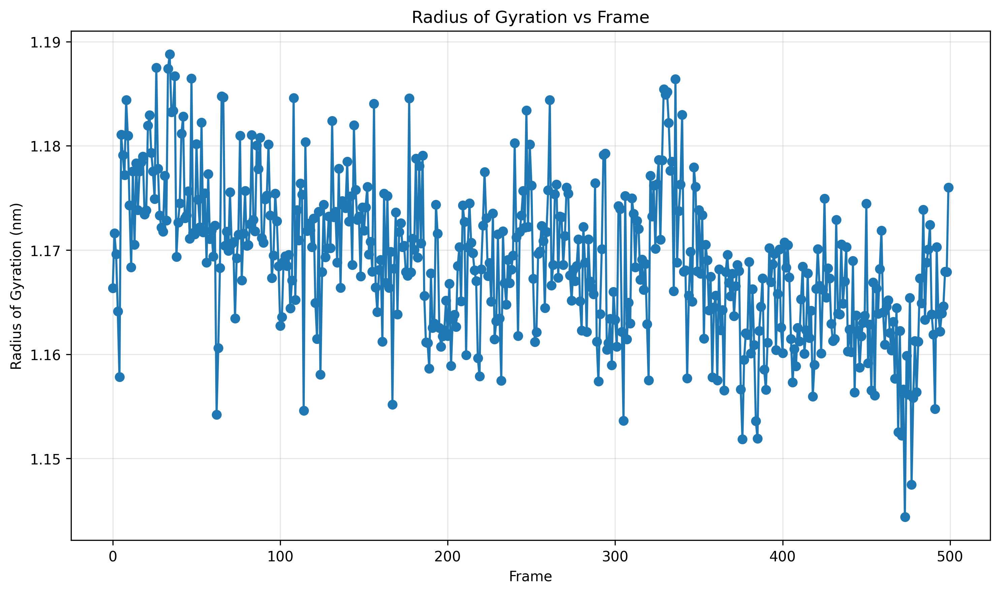 Radius of Gyration vs Frame
Radius of Gyration (nm)
1.19
1.18
1.17
1.16
1.15
0 100 200 300 400 500
Frame